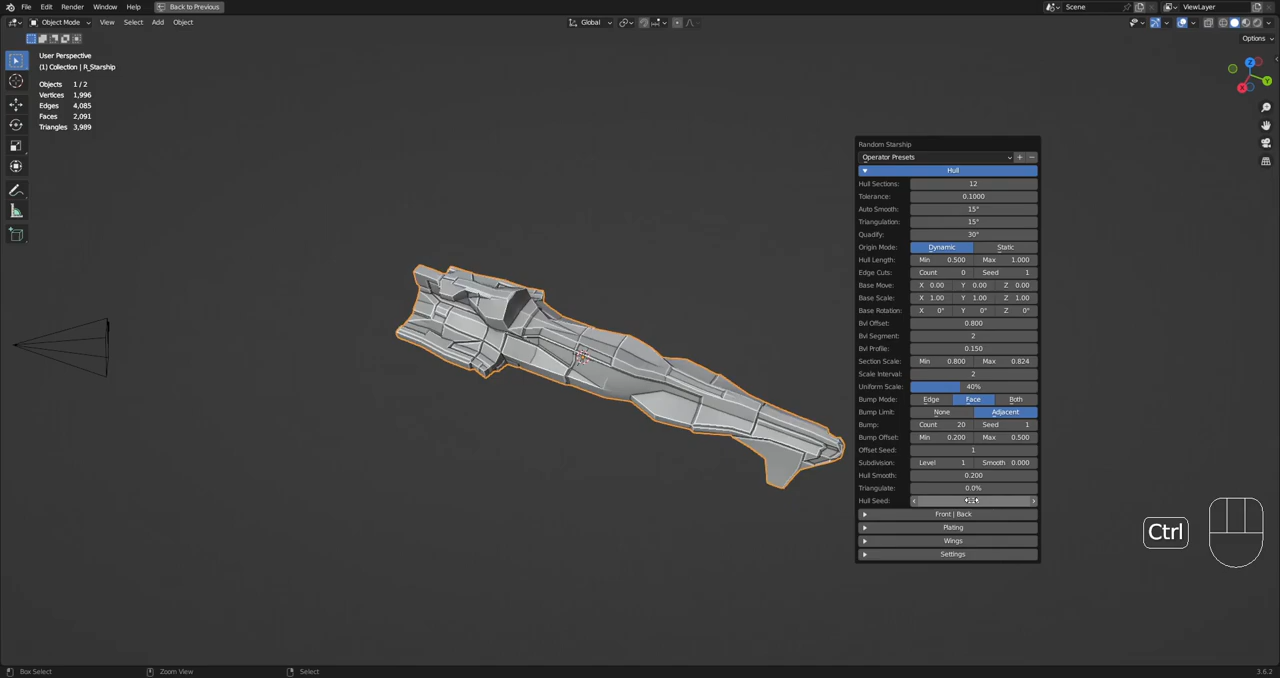 File Edit Render Window Help Back to Previous Scene ViewLayer
Object Mode View Select Add Object Global
Options
User Perspective
(1) Collection | R_Starship
Objects 1 / 2
Vertices 1,996
Edges 4,085
Faces 2,091
Triangles 3,989
Z
Y
X
Random Starship
Operator Presets
Hull
Hull Sections: 12
Tolerance: 0.1000
Auto Smooth: 15°
Triangulation: 15°
Quadify: 30°
Origin Mode: Dynamic Static
Hull Length: Min 0.500 Max 1.000
Edge Cuts: Count 0 Seed 1
Base Move: X 0.00 Y 0.00 Z 0.00
Base Scale: X 1.00 Y 1.00 Z 1.00
Base Rotation: X 0° Y 0° Z 0°
Bvl Offset: 0.800
Bvl Segment: 2
Bvl Profile: 0.150
Section Scale: Min 0.800 Max 0.824
Scale Interval: 2
Uniform Scale: 40%
Bump Mode: Edge Face Both
Bump Limit: None Adjacent
Bump: Count 20 Seed 1
Bump Offset: Min 0.200 Max 0.500
Offset Seed: 1
Subdivision: Level 1 Smooth 0.000
Hull Smooth: 0.200
Triangulate: 0.0%
Hull Seed:
Front | Back
Plating
Wings
Settings
Ctrl
Box Select Zoom View Select 3.6.2